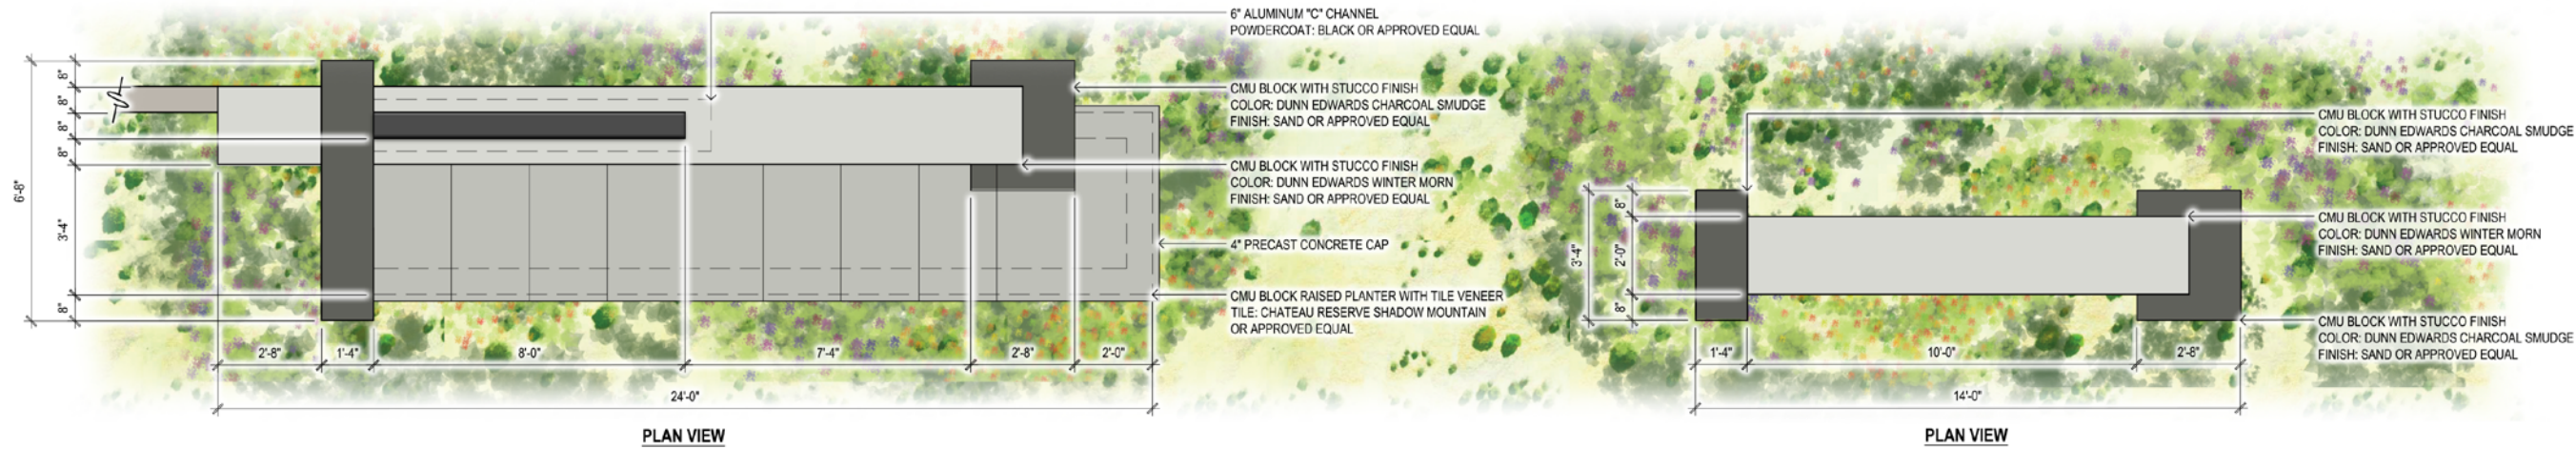 6" ALUMINUM "C" CHANNEL
POWDERCOAT: BLACK OR APPROVED EQUAL
CMU BLOCK WITH STUCCO FINISH
COLOR: DUNN EDWARDS CHARCOAL SMUDGE
FINISH: SAND OR APPROVED EQUAL
CMU BLOCK WITH STUCCO FINISH
COLOR: DUNN EDWARDS WINTER MORN
FINISH: SAND OR APPROVED EQUAL
4" PRECAST CONCRETE CAP
CMU BLOCK RAISED PLANTER WITH TILE VENEER
TILE: CHATEAU RESERVE SHADOW MOUNTAIN
OR APPROVED EQUAL
6'-8"
8"
8"
8"
8"
3'-4"
8"
2'-8"
1'-4"
8'-0"
7'-4"
2'-8"
2'-0"
24'-0"
PLAN VIEW
CMU BLOCK WITH STUCCO FINISH
COLOR: DUNN EDWARDS CHARCOAL SMUDGE
FINISH: SAND OR APPROVED EQUAL
CMU BLOCK WITH STUCCO FINISH
COLOR: DUNN EDWARDS WINTER MORN
FINISH: SAND OR APPROVED EQUAL
CMU BLOCK WITH STUCCO FINISH
COLOR: DUNN EDWARDS CHARCOAL SMUDGE
FINISH: SAND OR APPROVED EQUAL
3'-4"
8"
2'-0"
8"
1'-4"
10'-0"
2'-8"
14'-0"
PLAN VIEW